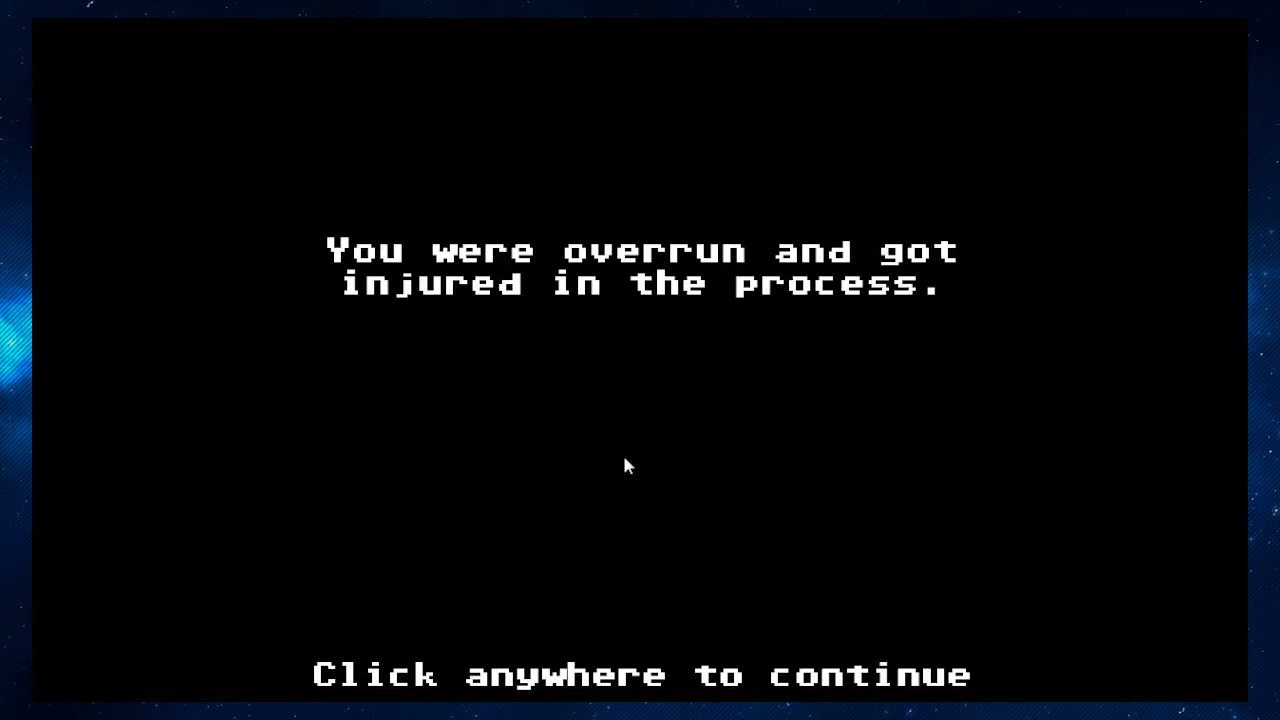 You were overrun and got
injured in the process.
Click anywhere to continue